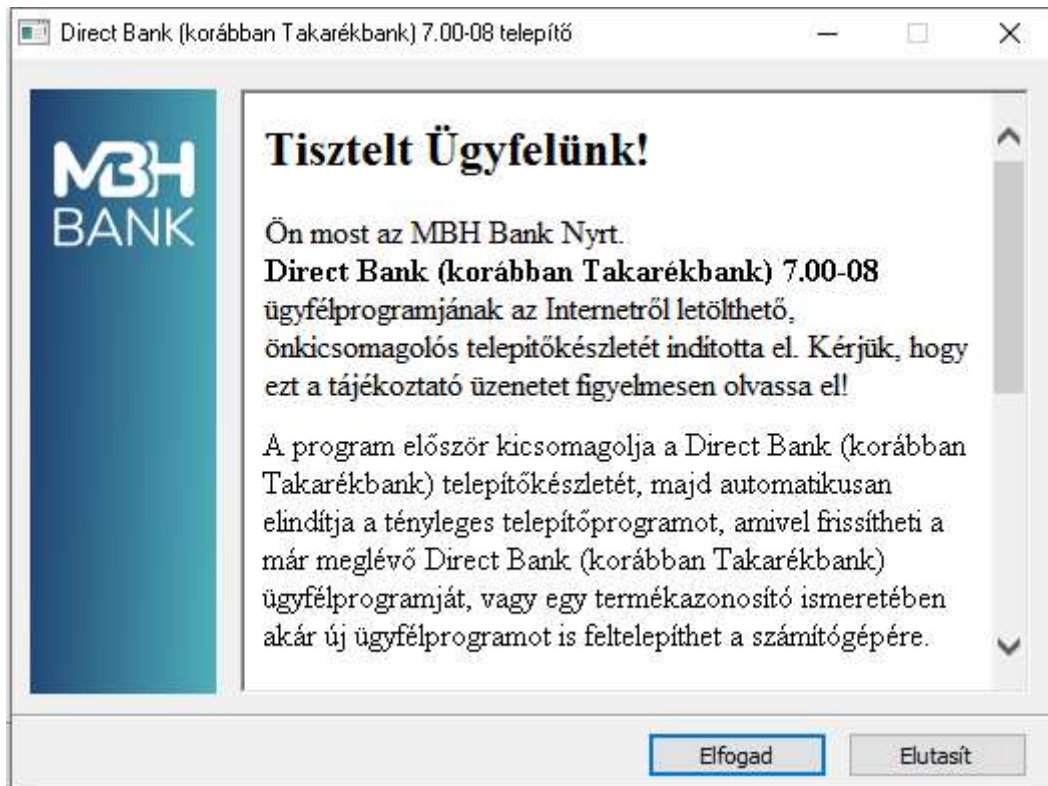 Direct Bank (korábban Takarékbank) 7.00-08 telepítő
MBH
BANK
Tisztelt Ügyfelünk!
Ön most az MBH Bank Nyrt.
Direct Bank (korábban Takarékbank) 7.00-08
ügyfélprogramjának az Internetről letölthető,
önkicsomagolós telepítőkészletét indította el. Kérjük, hogy
ezt a tájékoztató üzenetet figyelmesen olvassa el!
A program először kicsomagolja a Direct Bank (korábban
Takarékbank) telepítőkészletét, majd automatikusan
elindítja a tényleges telepítőprogramot, amivel frissítheti a
már meglévő Direct Bank (korábban Takarékbank)
ügyfélprogramját, vagy egy termékazonosító ismeretében
akár új ügyfélprogramot is feltelepíthet a számítógépére.
Elfogad
Elutasít